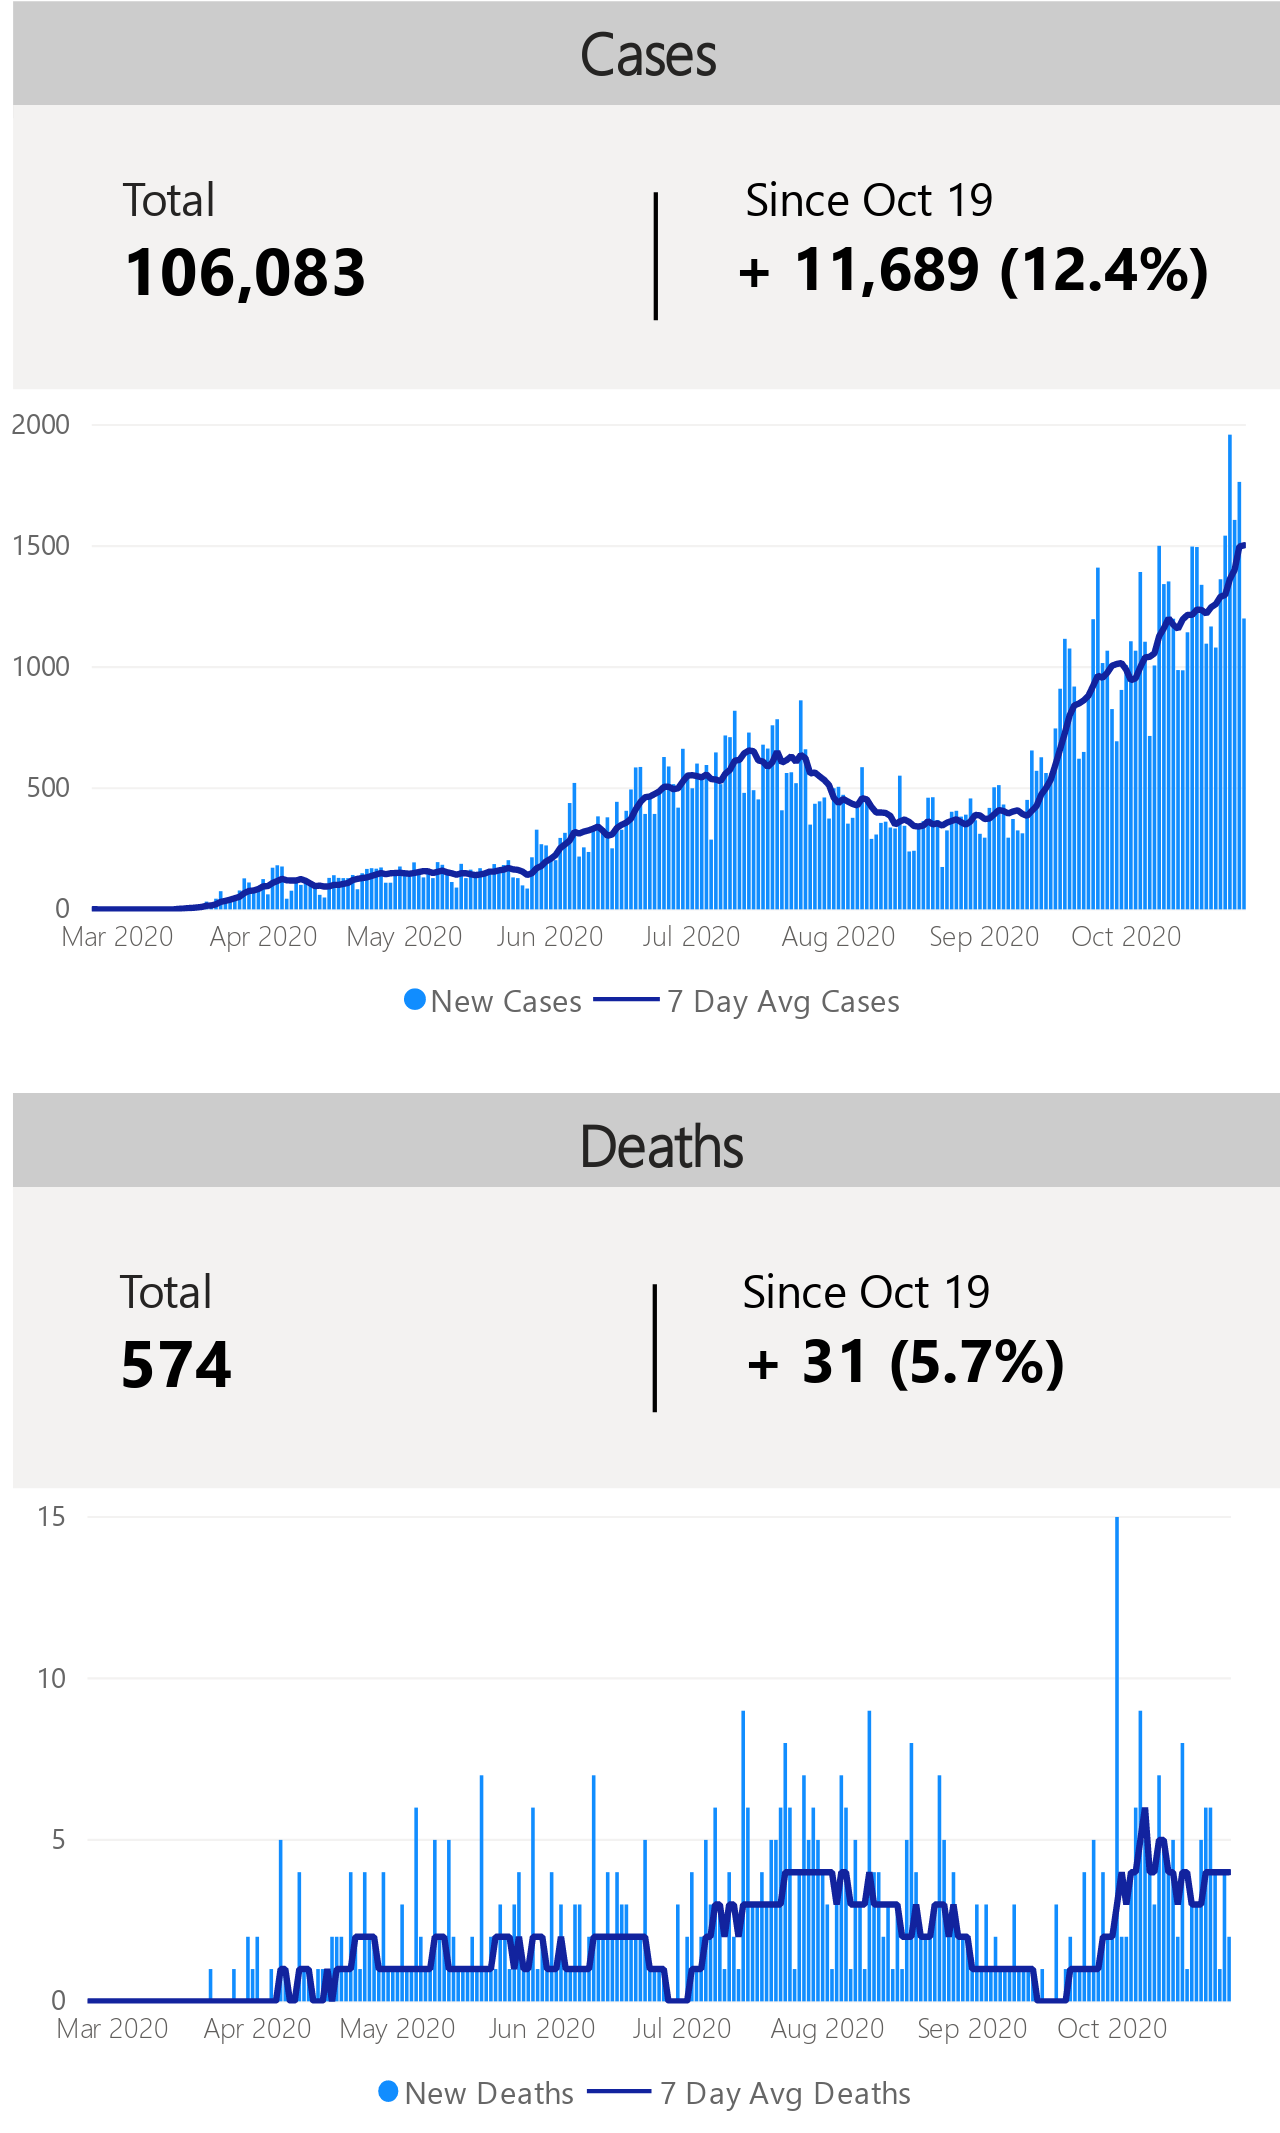 Cases
Total
Since Oct 19
106,083
+ 11,689 (12.4%)
2000
1500
1000
500
0
Mar 2020 Apr 2020 May 2020 Jun 2020 Jul 2020 Aug 2020 Sep 2020 Oct 2020
New Cases 7 Day Avg Cases
Deaths
Total
Since Oct 19
574
+ 31 (5.7%)
15
10
5
0
Mar 2020 Apr 2020 May 2020 Jun 2020 Jul 2020 Aug 2020 Sep 2020 Oct 2020
New Deaths 7 Day Avg Deaths